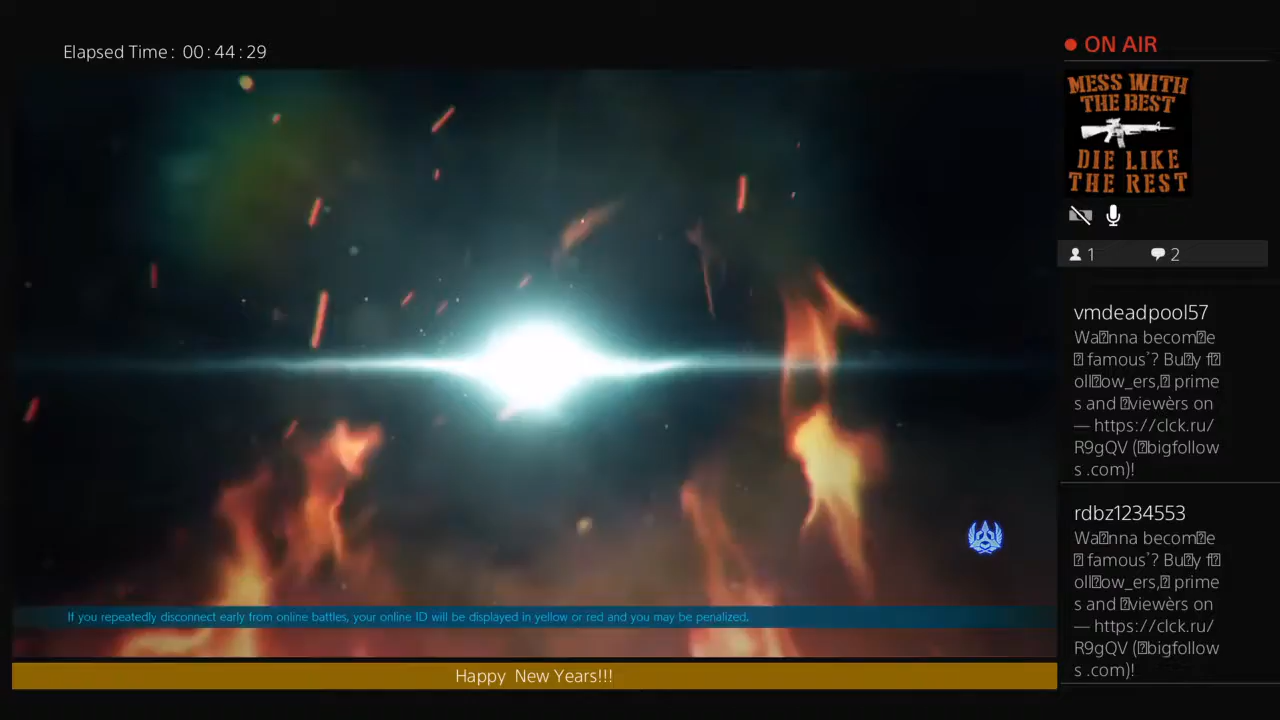 Elapsed Time: 00:44:29
ON AIR
MESS WITH
THE BEST
DIE LIKE
THE REST
1
2
vmdeadpool57
Wa�nna becom�e
� famous'? Bu�y f�
oll�ow_ers,� prime
s and �viewèrs on
— https://clck.ru/
R9gQV (�bigfollow
s .com)!
rdbz1234553
Wa�nna becom�e
� famous'? Bu�y f�
oll�ow_ers,� prime
s and �viewèrs on
— https://clck.ru/
R9gQV (�bigfollow
s .com)!
If you repeatedly disconnect early from online battles, your online ID will be displayed in yellow or red and you may be penalized.
Happy New Years!!!